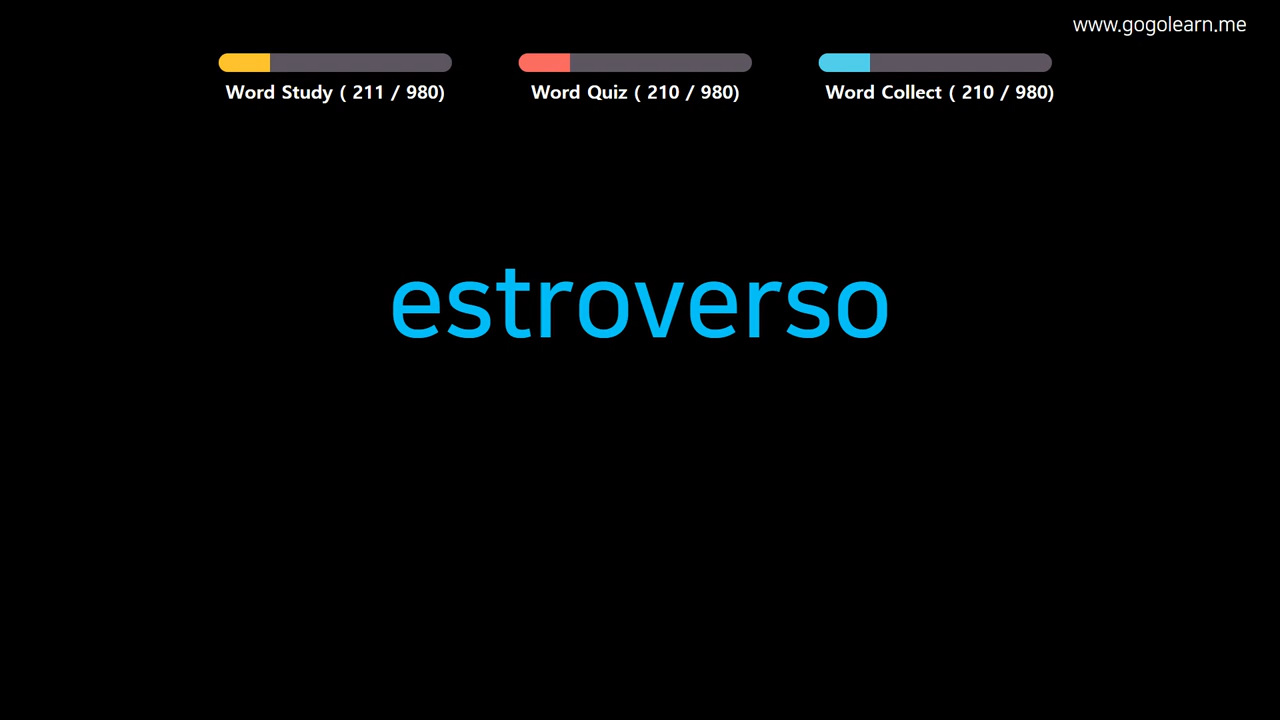 www.gogolearn.me
Word Study ( 211 / 980)
Word Quiz ( 210 / 980)
Word Collect ( 210 / 980)
estroverso